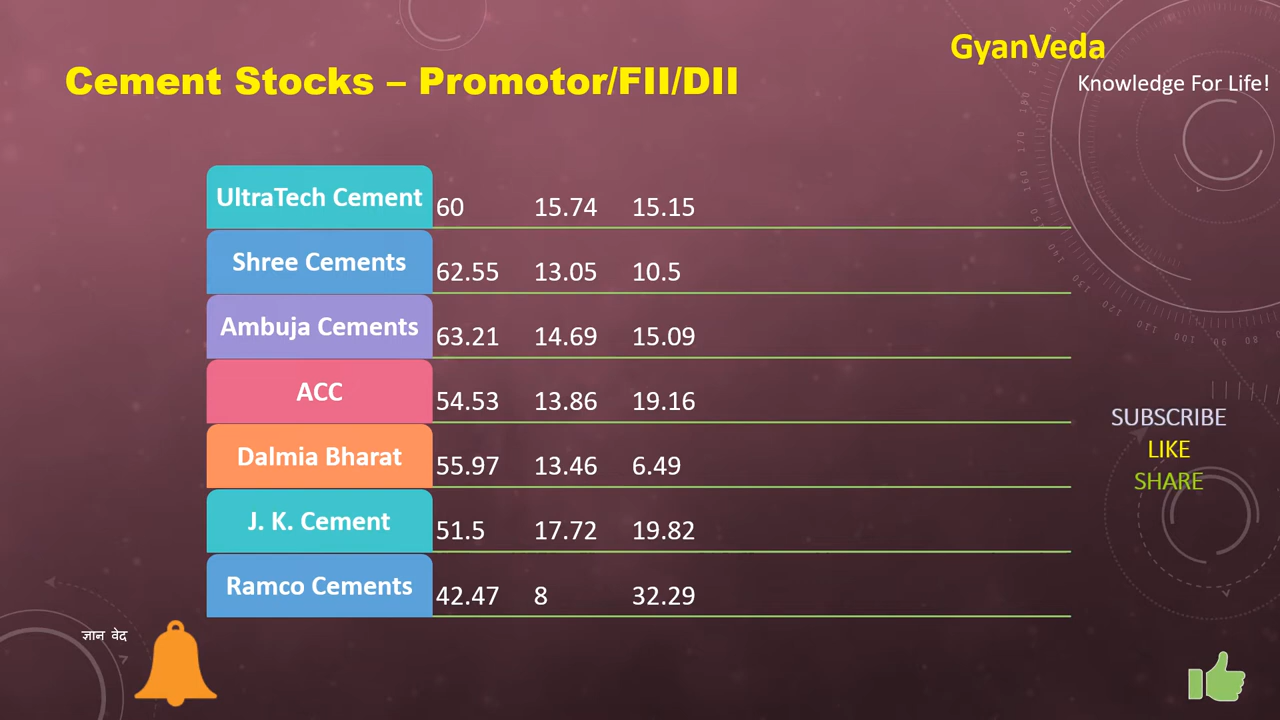 GyanVeda
Knowledge For Life!
Cement Stocks – Promotor/FII/DII
UltraTech Cement 60 15.74 15.15
Shree Cements 62.55 13.05 10.5
Ambuja Cements 63.21 14.69 15.09
ACC 54.53 13.86 19.16
Dalmia Bharat 55.97 13.46 6.49
J. K. Cement 51.5 17.72 19.82
Ramco Cements 42.47 8 32.29
SUBSCRIBE
LIKE
SHARE
ज्ञान वेद